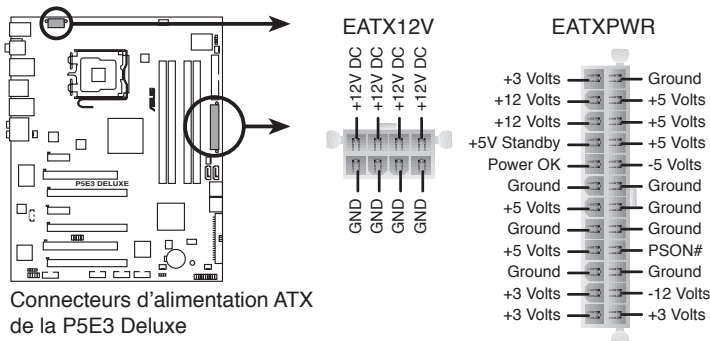 EATX12V
EATXPWR
+12V DC
+12V DC
+12V DC
+12V DC
GND
GND
GND
GND
+3 Volts
Ground
+12 Volts
+5 Volts
+12 Volts
+5 Volts
+5V Standby
+5 Volts
Power OK
-5 Volts
Ground
Ground
+5 Volts
Ground
Ground
Ground
+5 Volts
PSON#
Ground
Ground
+3 Volts
-12 Volts
+3 Volts
+3 Volts
ASUS
P5E3 DELUXE
Connecteurs d’alimentation ATX
de la P5E3 Deluxe